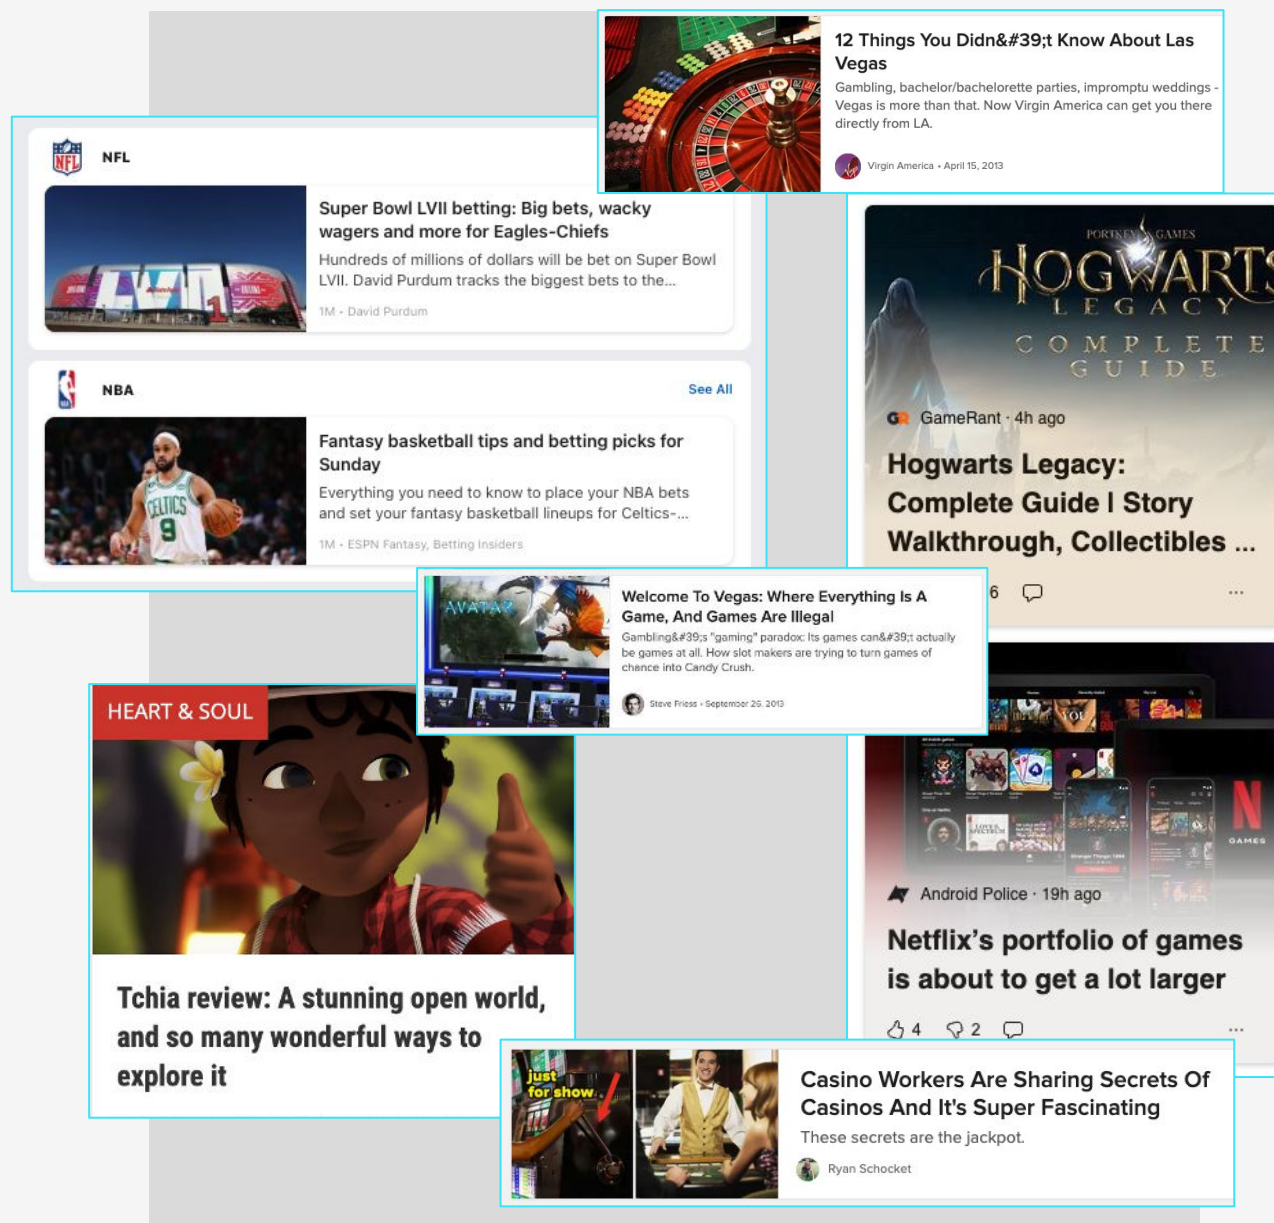 12 Things You Didn&#39;t Know About Las
Vegas
Gambling, bachelor/bachelorette parties, impromptu weddings -
Vegas is more than that. Now Virgin America can get you there
directly from LA.
Virgin America • April 15, 2013
NFL
NFL
Super Bowl LVII betting: Big bets, wacky
wagers and more for Eagles-Chiefs
Hundreds of millions of dollars will be bet on Super Bowl
LVII. David Purdum tracks the biggest bets to the...
1M • David Purdum
NBA
See All
CELTICS
9
Fantasy basketball tips and betting picks for
Sunday
Everything you need to know to place your NBA bets
and set your fantasy basketball lineups for Celtics-...
1M • ESPN Fantasy, Betting Insiders
PORTKEY GAMES
HOGWARTS
LEGACY
COMPLETE
GUIDE
GR GameRant · 4h ago
Hogwarts Legacy:
Complete Guide | Story
Walkthrough, Collectibles ...
6
...
AVATAR
Welcome To Vegas: Where Everything Is A
Game, And Games Are Illegal
Gambling&#39;s "gaming" paradox: Its games can&#39;t actually
be games at all. How slot makers are trying to turn games of
chance into Candy Crush.
Steve Friess • September 26, 2013
HEART & SOUL
Tchia review: A stunning open world,
and so many wonderful ways to
explore it
YOU
N
GAMES
Android Police · 19h ago
Netflix’s portfolio of games
is about to get a lot larger
4 2
...
just
for show
Casino Workers Are Sharing Secrets Of
Casinos And It's Super Fascinating
These secrets are the jackpot.
Ryan Schocket